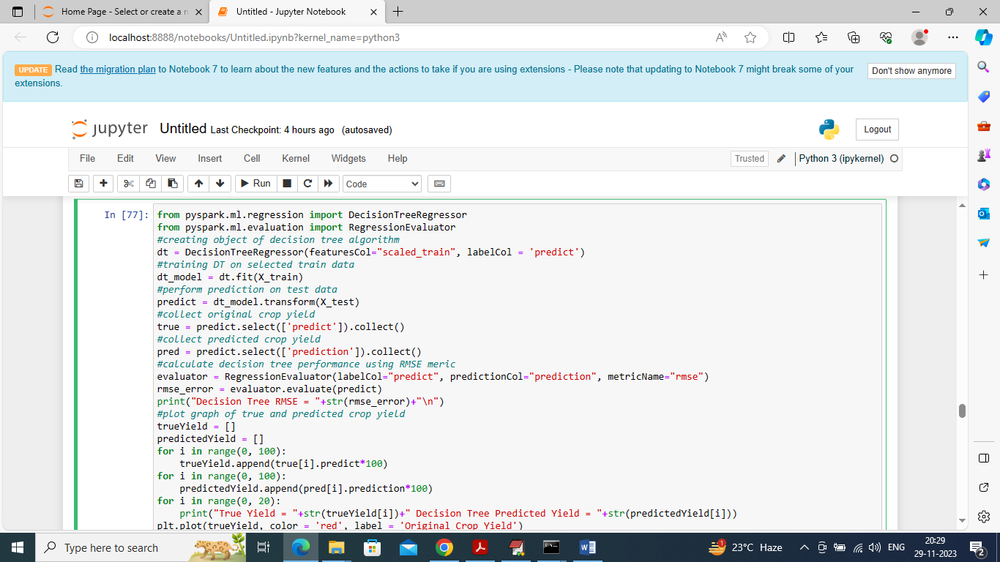 Home Page - Select or create a n
Untitled - Jupyter Notebook
localhost:8888/notebooks/Untitled.ipynb?kernel_name=python3
UPDATE Read the migration plan to Notebook 7 to learn about the new features and the actions to take if you are using extensions - Please note that updating to Notebook 7 might break some of your
extensions.
Don't show anymore
jupyter Untitled Last Checkpoint: 4 hours ago (autosaved)
Logout
File Edit View Insert Cell Kernel Widgets Help
Trusted
Python 3 (ipykernel)
Run
Code
In [77]:
from pyspark.ml.regression import DecisionTreeRegressor
from pyspark.ml.evaluation import RegressionEvaluator
#creating object of decision tree algorithm
dt = DecisionTreeRegressor(featuresCol="scaled_train", labelCol = 'predict')
#training DT on selected train data
dt_model = dt.fit(X_train)
#perform prediction on test data
predict = dt_model.transform(X_test)
#collect original crop yield
true = predict.select(['predict']).collect()
#collect predicted crop yield
pred = predict.select(['prediction']).collect()
#calculate decision tree performance using RMSE meric
evaluator = RegressionEvaluator(labelCol="predict", predictionCol="prediction", metricName="rmse")
rmse_error = evaluator.evaluate(predict)
print("Decision Tree RMSE = "+str(rmse_error)+"\n")
#plot graph of true and predicted crop yield
trueYield = []
predictedYield = []
for i in range(0, 100):
    trueYield.append(true[i].predict*100)
for i in range(0, 100):
    predictedYield.append(pred[i].prediction*100)
for i in range(0, 20):
    print("True Yield = "+str(trueYield[i])+" Decision Tree Predicted Yield = "+str(predictedYield[i]))
plt.plot(trueYield, color = 'red', label = 'Original Crop Yield')
Type here to search
23°C Haze
ENG
20:29
29-11-2023
2